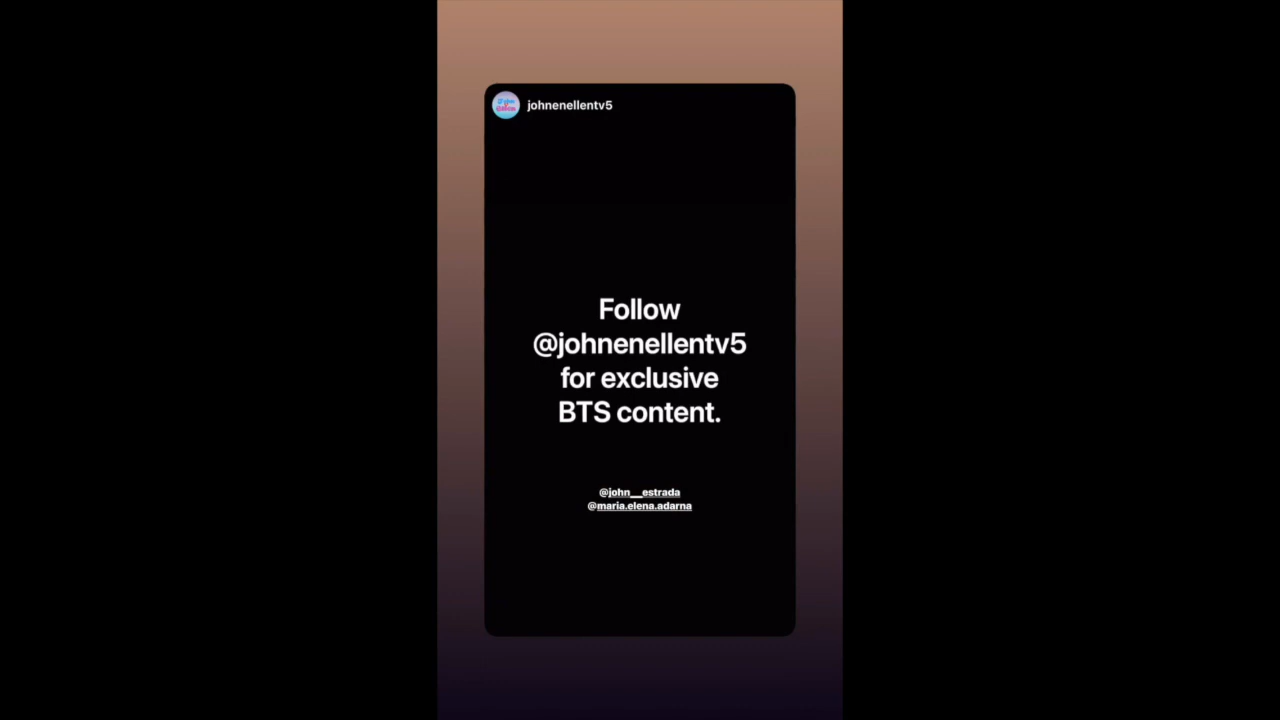 johnenellentv5
Follow
@johnenellentv5
for exclusive
BTS content.
@john__estrada
@maria.elena.adarna